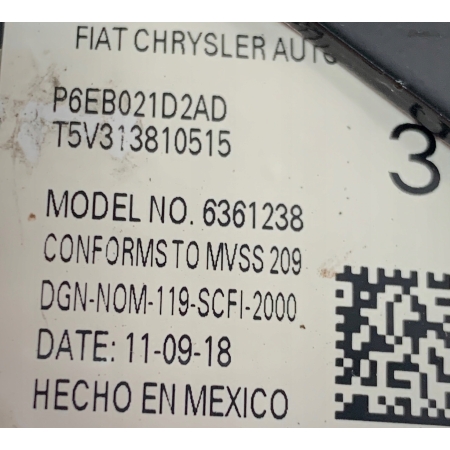 FIAT CHRYSLER AUTO
P6EB021D2AD
T5V313810515
3
MODEL NO. 6361238
CONFORMS TO MVSS 209
DGN-NOM-119-SCFI-2000
DATE: 11-09-18
HECHO EN MEXICO